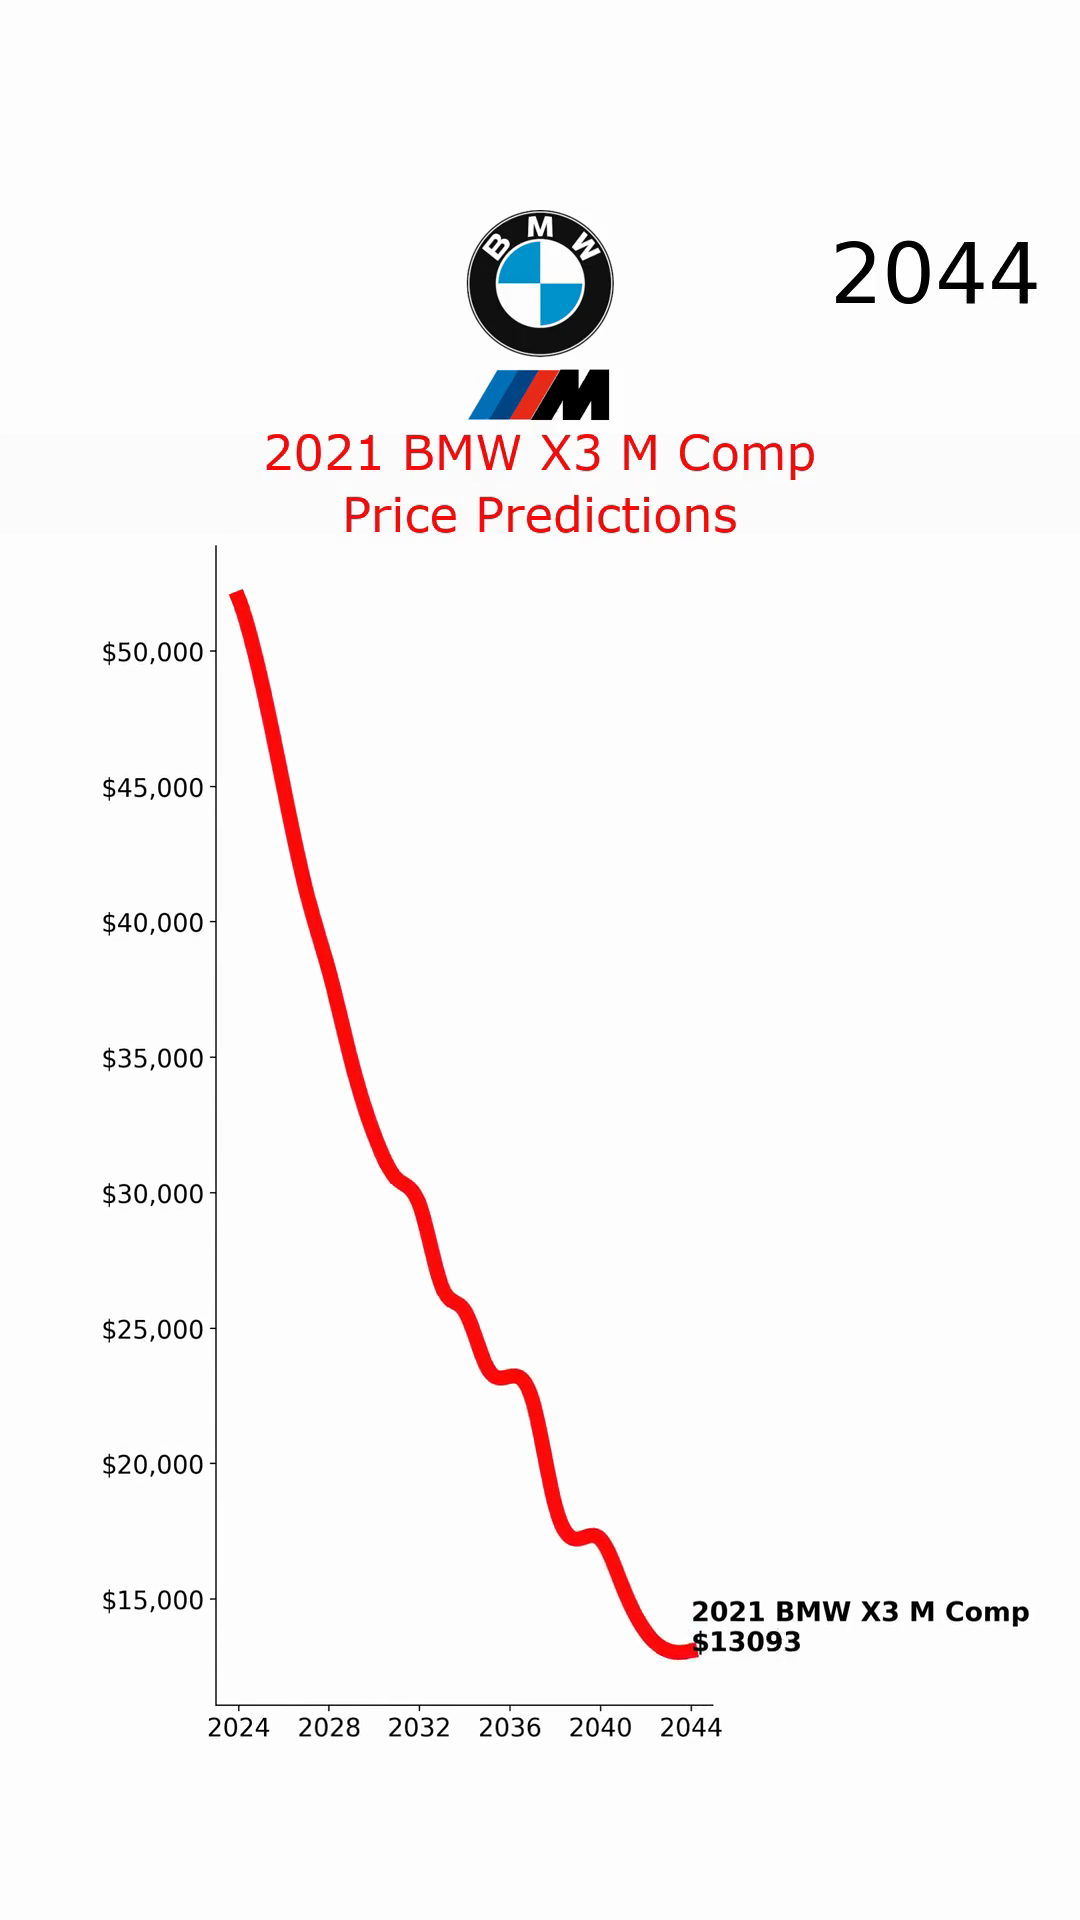 BMW
2044
M
2021 BMW X3 M Comp
Price Predictions
$50,000
$45,000
$40,000
$35,000
$30,000
$25,000
$20,000
$15,000
2021 BMW X3 M Comp
$13093
2024 2028 2032 2036 2040 2044